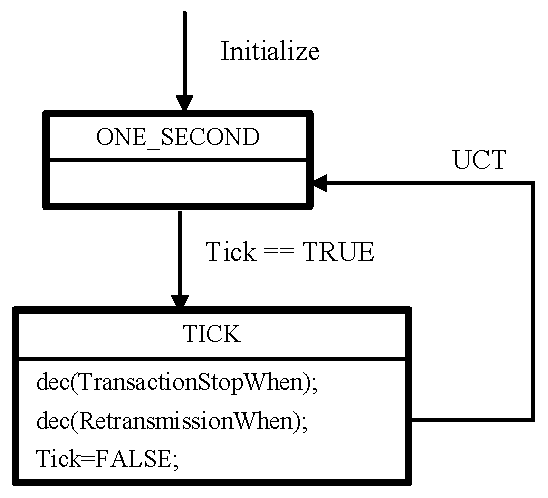 Initialize
ONE_SECOND
UCT
Tick == TRUE
TICK
dec(TransactionStopWhen);
dec(RetransmissionWhen);
Tick=FALSE;